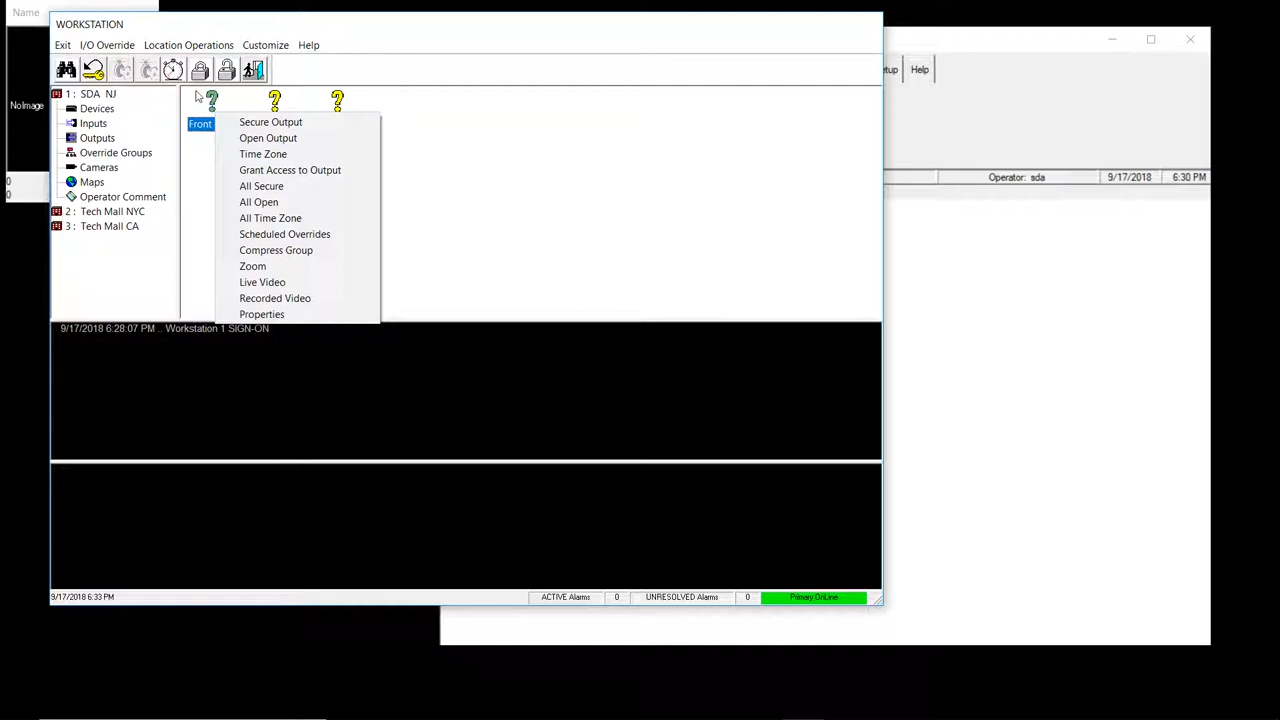 Name
WORKSTATION
Exit I/O Override Location Operations Customize Help
Help
NoImage
1 : SDA NJ
Devices
Inputs
Outputs
Override Groups
Cameras
Maps
Operator Comment
2 : Tech Mall NYC
3 : Tech Mall CA
Front
Secure Output
Open Output
Time Zone
Grant Access to Output
All Secure
All Open
All Time Zone
Scheduled Overrides
Compress Group
Zoom
Live Video
Recorded Video
Properties
0
0
Operator: sda 9/17/2018 6:30 PM
9/17/2018 6:28:07 PM .. Workstation 1 SIGN-ON
9/17/2018 6:33 PM ACTIVE Alarms 0 UNRESOLVED Alarms 0 Primary OnLine